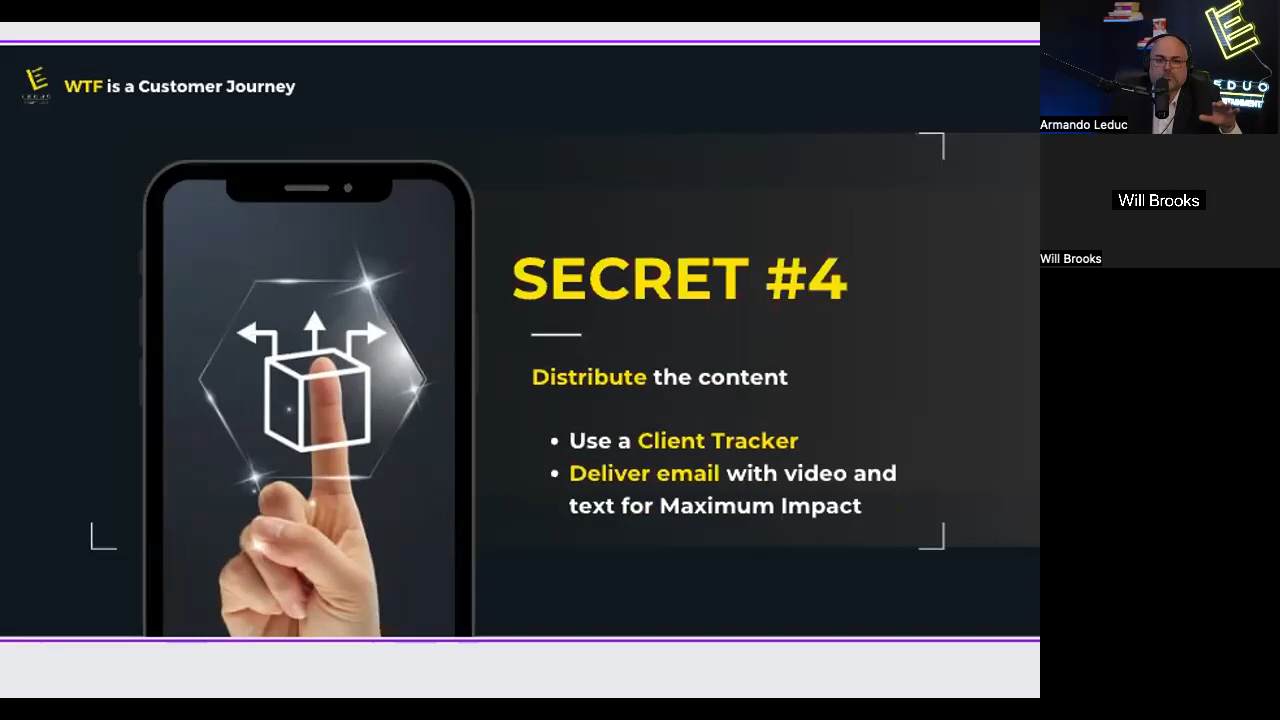 WTF is a Customer Journey
SECRET #4
Distribute the content
• Use a Client Tracker
• Deliver email with video and
text for Maximum Impact
EDUO
Armando Leduc
Will Brooks
Will Brooks